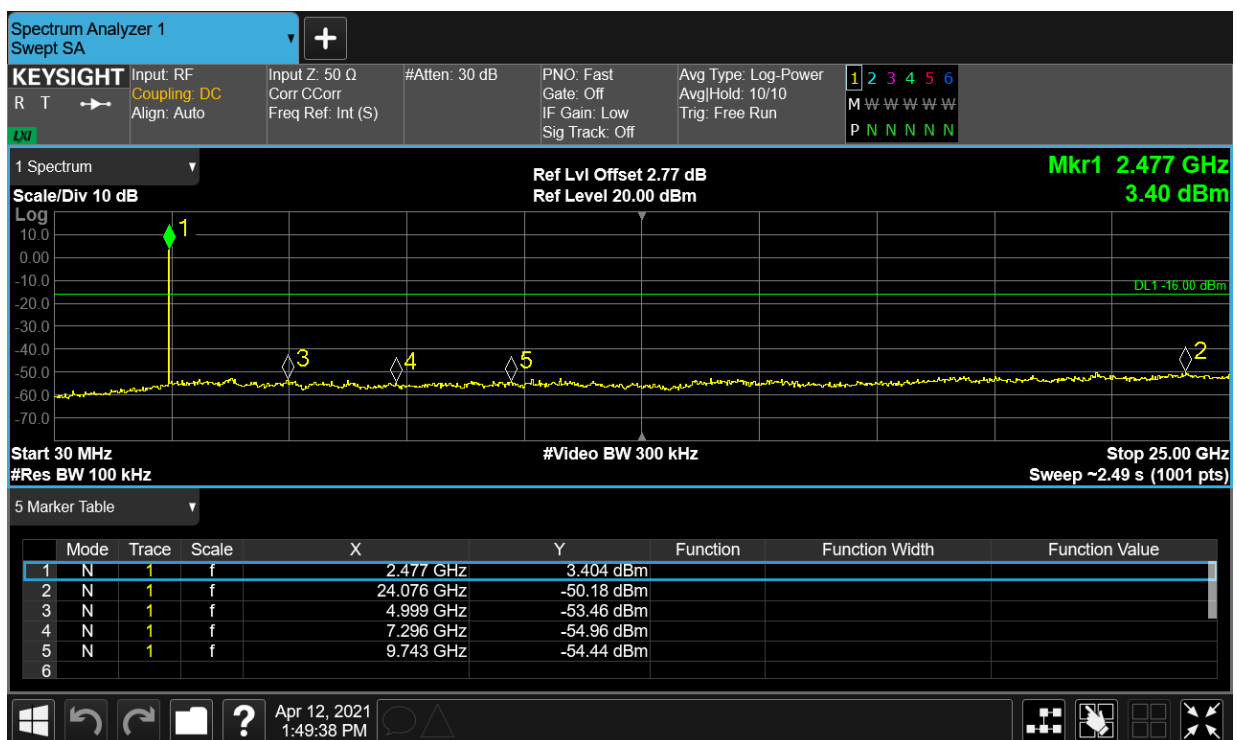 Spectrum Analyzer 1
Swept SA
KEYSIGHT
R T
LXI
Input: RF
Coupling: DC
Align: Auto
Input Z: 50 Ω
Corr CCorr
Freq Ref: Int (S)
#Atten: 30 dB
PNO: Fast
Gate: Off
IF Gain: Low
Sig Track: Off
Avg Type: Log-Power
Avg|Hold: 10/10
Trig: Free Run
1 2 3 4 5 6
M W W W W W
P N N N N N
1 Spectrum
Scale/Div 10 dB
Ref Lvl Offset 2.77 dB
Ref Level 20.00 dBm
Mkr1 2.477 GHz
3.40 dBm
Log
10.0
0.00
-10.0
-20.0
-30.0
-40.0
-50.0
-60.0
-70.0
1
DL1 -16.00 dBm
3
4
5
2
Start 30 MHz
#Res BW 100 kHz
#Video BW 300 kHz
Stop 25.00 GHz
Sweep ~2.49 s (1001 pts)
5 Marker Table
Mode Trace Scale X Y Function Function Width Function Value
1 N 1 f 2.477 GHz 3.404 dBm
2 N 1 f 24.076 GHz -50.18 dBm
3 N 1 f 4.999 GHz -53.46 dBm
4 N 1 f 7.296 GHz -54.96 dBm
5 N 1 f 9.743 GHz -54.44 dBm
6
?
Apr 12, 2021
1:49:38 PM